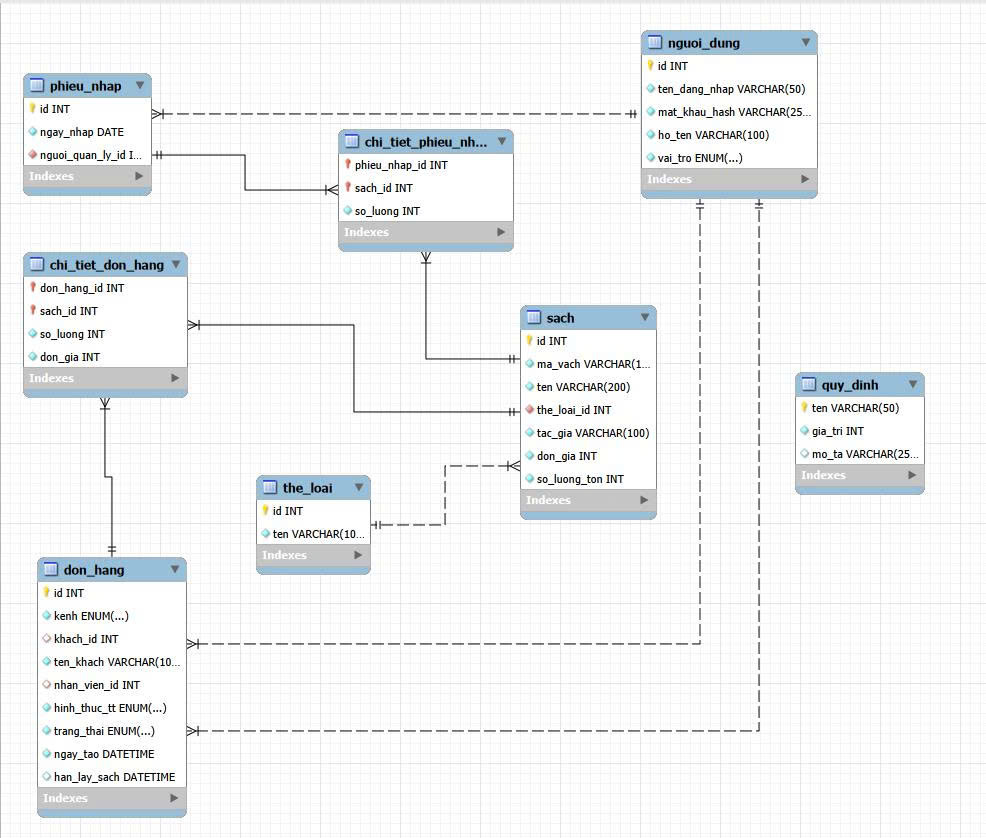 phieu_nhap
id INT
ngay_nhap DATE
nguoi_quan_ly_id I...
Indexes
chi_tiet_phieu_nh...
phieu_nhap_id INT
sach_id INT
so_luong INT
Indexes
nguoi_dung
id INT
ten_dang_nhap VARCHAR(50)
mat_khau_hash VARCHAR(25...
ho_ten VARCHAR(100)
vai_tro ENUM(...)
Indexes
chi_tiet_don_hang
don_hang_id INT
sach_id INT
so_luong INT
don_gia INT
Indexes
sach
id INT
ma_vach VARCHAR(1...
ten VARCHAR(200)
the_loai_id INT
tac_gia VARCHAR(100)
don_gia INT
so_luong_ton INT
Indexes
quy_dinh
ten VARCHAR(50)
gia_tri INT
mo_ta VARCHAR(25...
Indexes
the_loai
id INT
ten VARCHAR(10...
Indexes
don_hang
id INT
kenh ENUM(...)
khach_id INT
ten_khach VARCHAR(10...
nhan_vien_id INT
hinh_thuc_tt ENUM(...)
trang_thai ENUM(...)
ngay_tao DATETIME
han_lay_sach DATETIME
Indexes